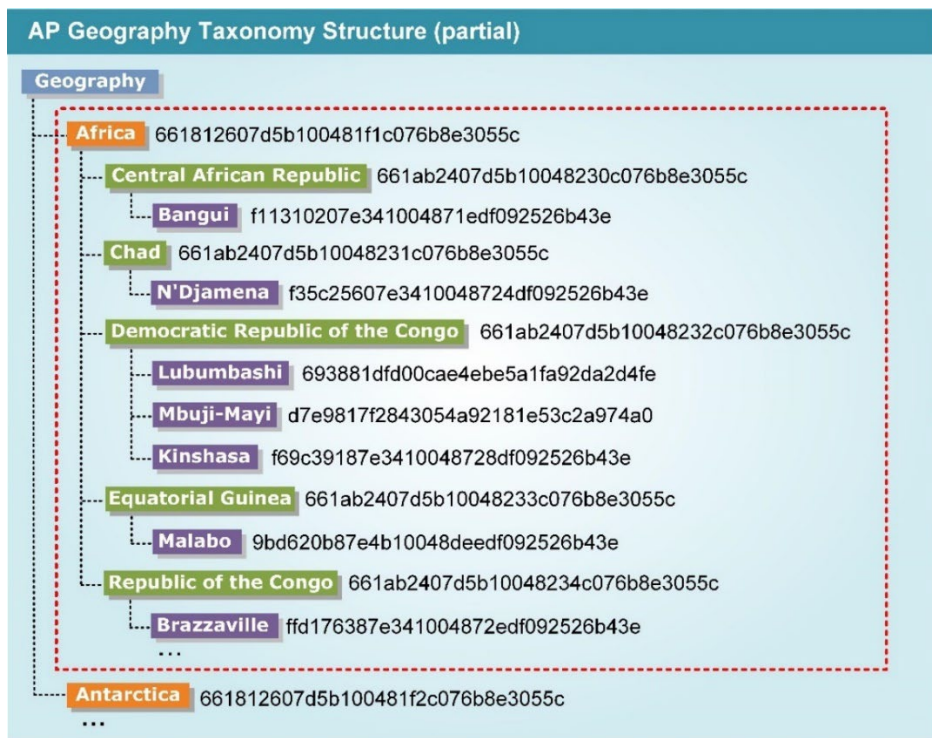 AP Geography Taxonomy Structure (partial)
Geography
Africa 661812607d5b100481f1c076b8e3055c
Central African Republic 661ab2407d5b10048230c076b8e3055c
Bangui f11310207e341004871edf092526b43e
Chad 661ab2407d5b10048231c076b8e3055c
N'Djamena f35c25607e3410048724df092526b43e
Democratic Republic of the Congo 661ab2407d5b10048232c076b8e3055c
Lubumbashi 693881dfd00cae4ebe5a1fa92da2d4fe
Mbuji-Mayi d7e9817f2843054a92181e53c2a974a0
Kinshasa f69c39187e3410048728df092526b43e
Equatorial Guinea 661ab2407d5b10048233c076b8e3055c
Malabo 9bd620b87e4b10048deedf092526b43e
Republic of the Congo 661ab2407d5b10048234c076b8e3055c
Brazzaville ffd176387e341004872edf092526b43e
...
Antarctica 661812607d5b100481f2c076b8e3055c
...